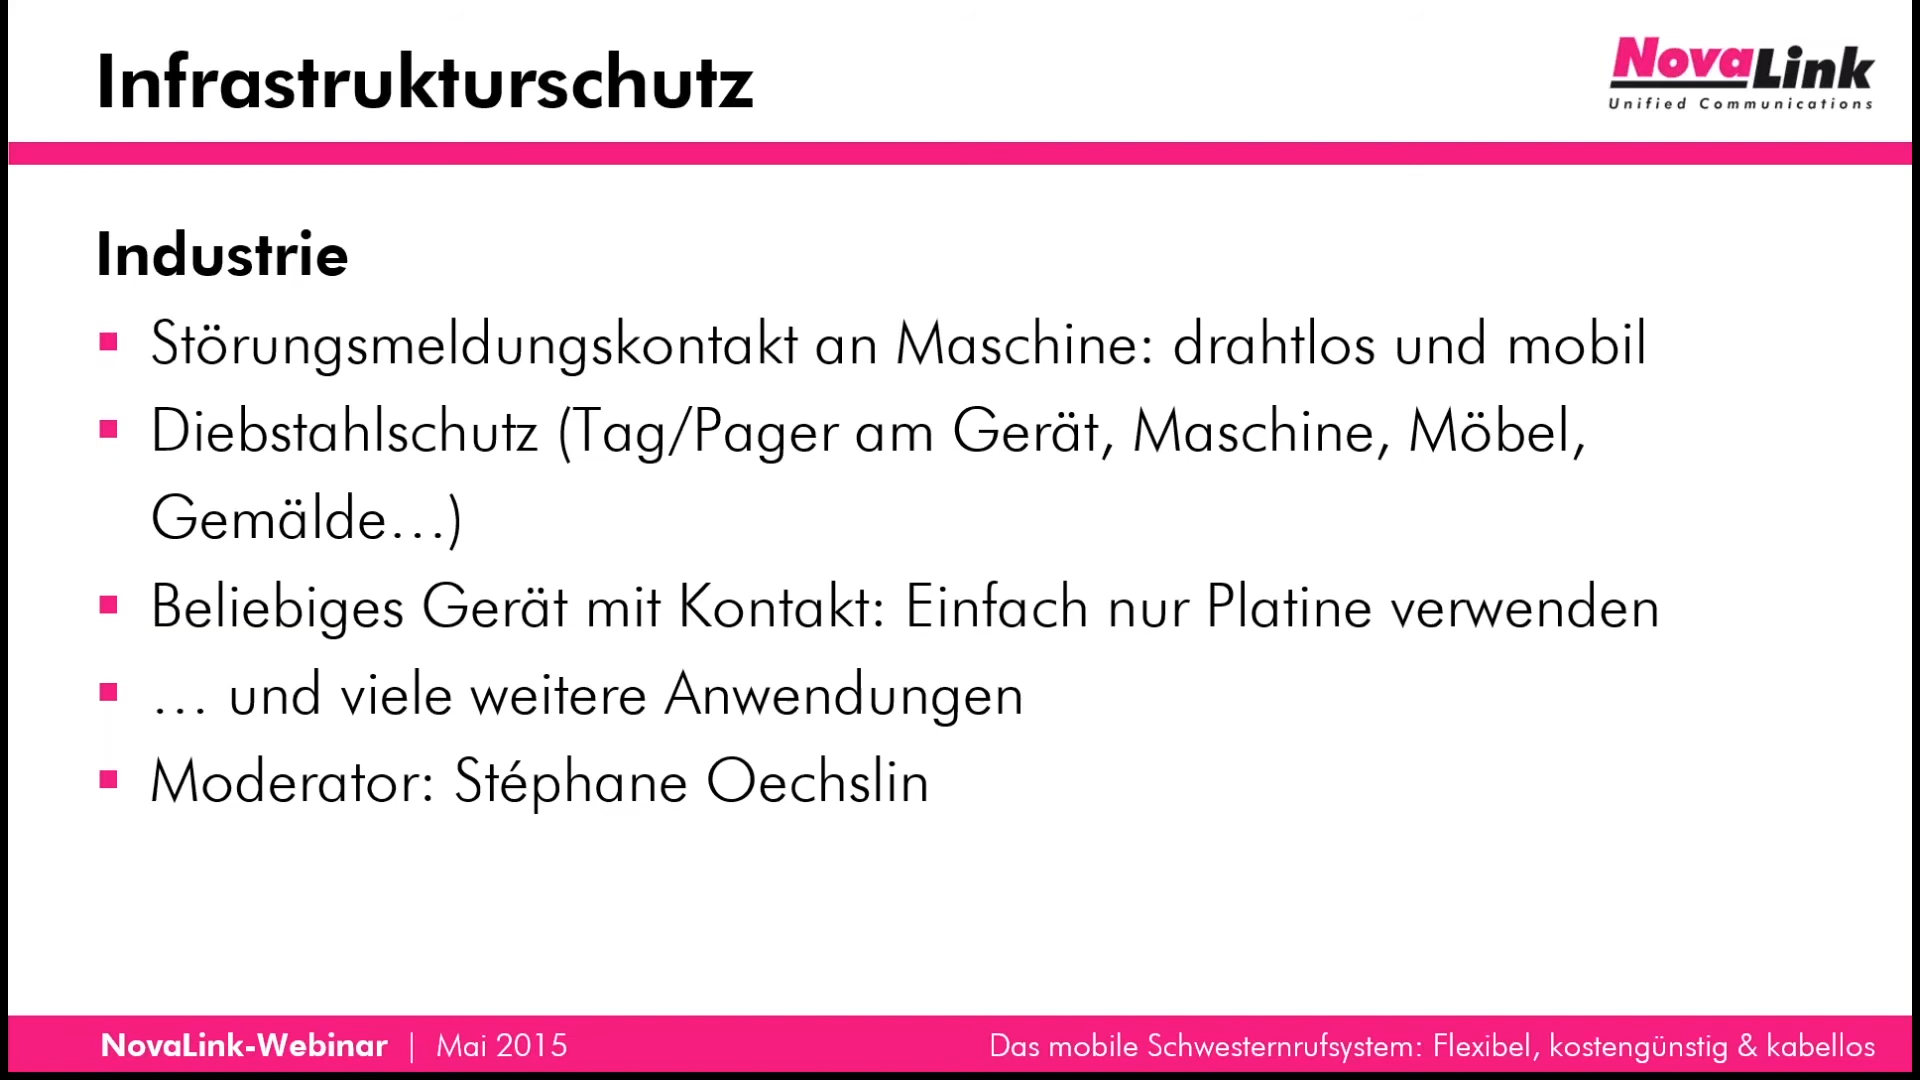 Infrastrukturschutz
NovaLink
Unified Communications
Industrie
Störungsmeldungskontakt an Maschine: drahtlos und mobil
Diebstahlschutz (Tag/Pager am Gerät, Maschine, Möbel,
Gemälde...)
Beliebiges Gerät mit Kontakt: Einfach nur Platine verwenden
... und viele weitere Anwendungen
Moderator: Stéphane Oechslin
NovaLink-Webinar | Mai 2015
Das mobile Schwesternrufsystem: Flexibel, kostengünstig & kabellos